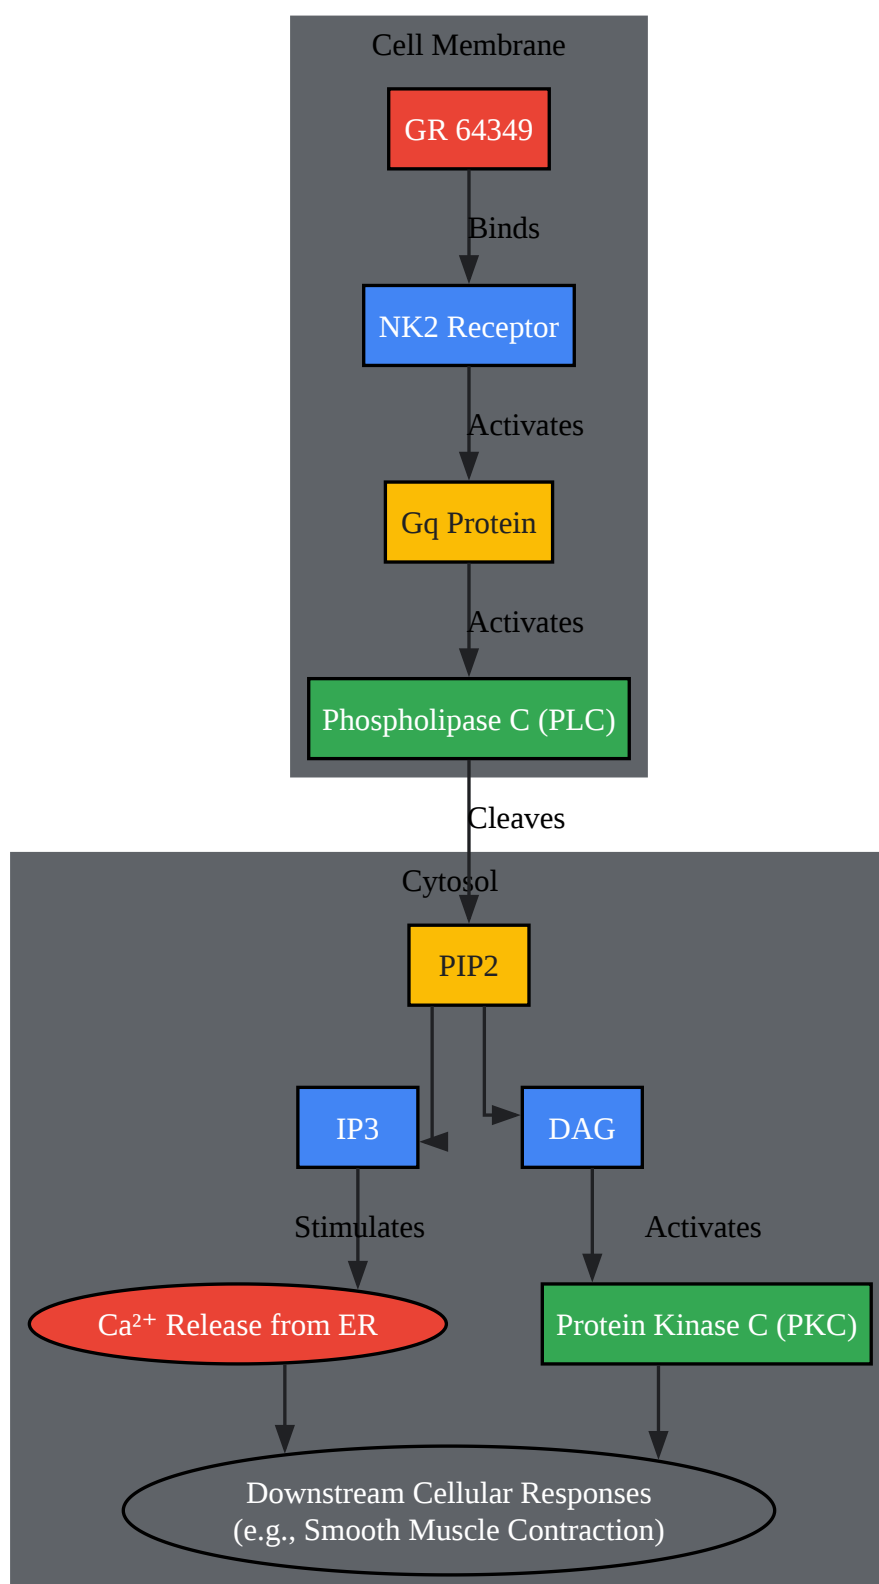 Cell Membrane
GR 64349
Binds
NK2 Receptor
Activates
Gq Protein
Activates
Phospholipase C (PLC)
Cleaves
Cytosol
PIP2
IP3
DAG
Stimulates
Activates
Ca²⁺ Release from ER
Protein Kinase C (PKC)
Downstream Cellular Responses
(e.g., Smooth Muscle Contraction)